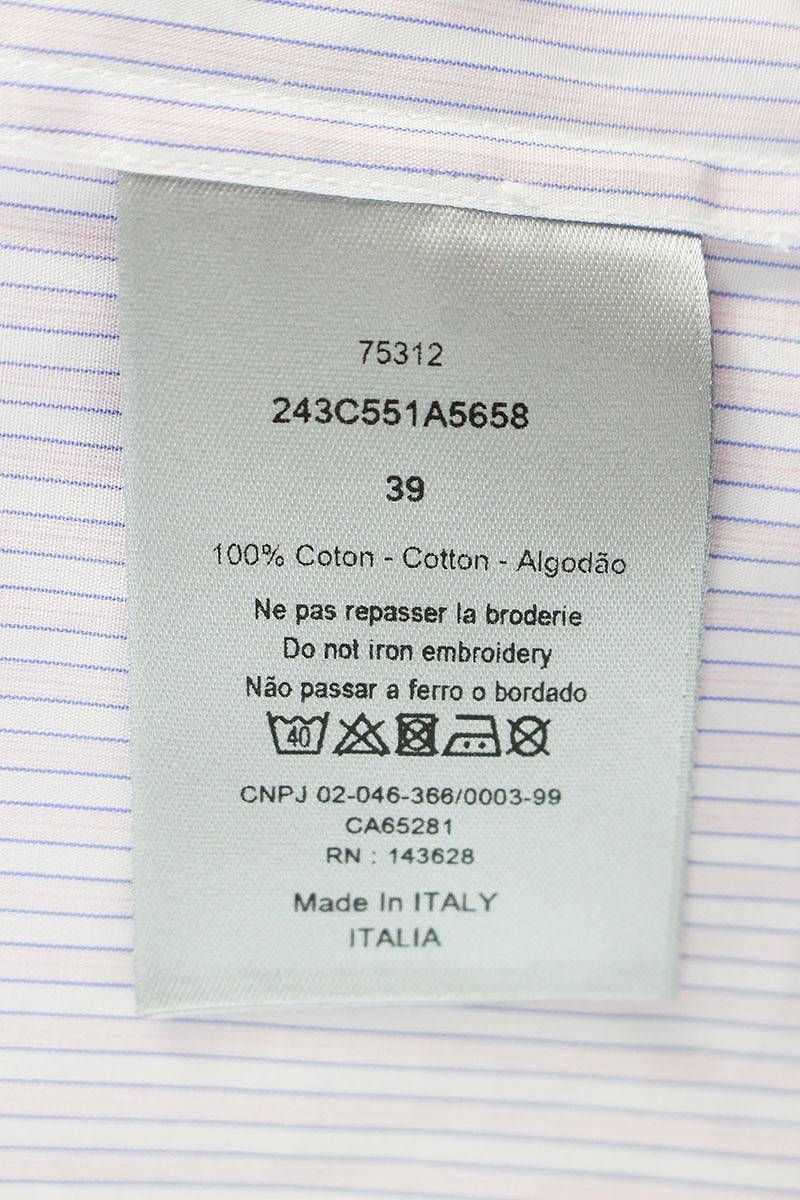 75312
243C551A5658
39
100% Coton - Cotton - Algodão
Ne pas repasser la broderie
Do not iron embroidery
Não passar a ferro o bordado
40
CNPJ 02-046-366/0003-99
CA65281
RN : 143628
Made In ITALY
ITALIA